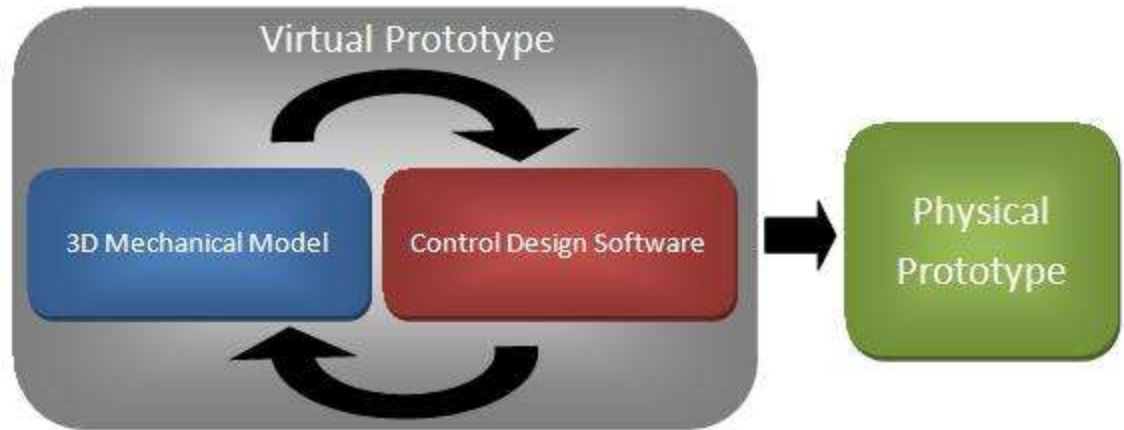 Virtual Prototype
3D Mechanical Model
Control Design Software
Physical
Prototype